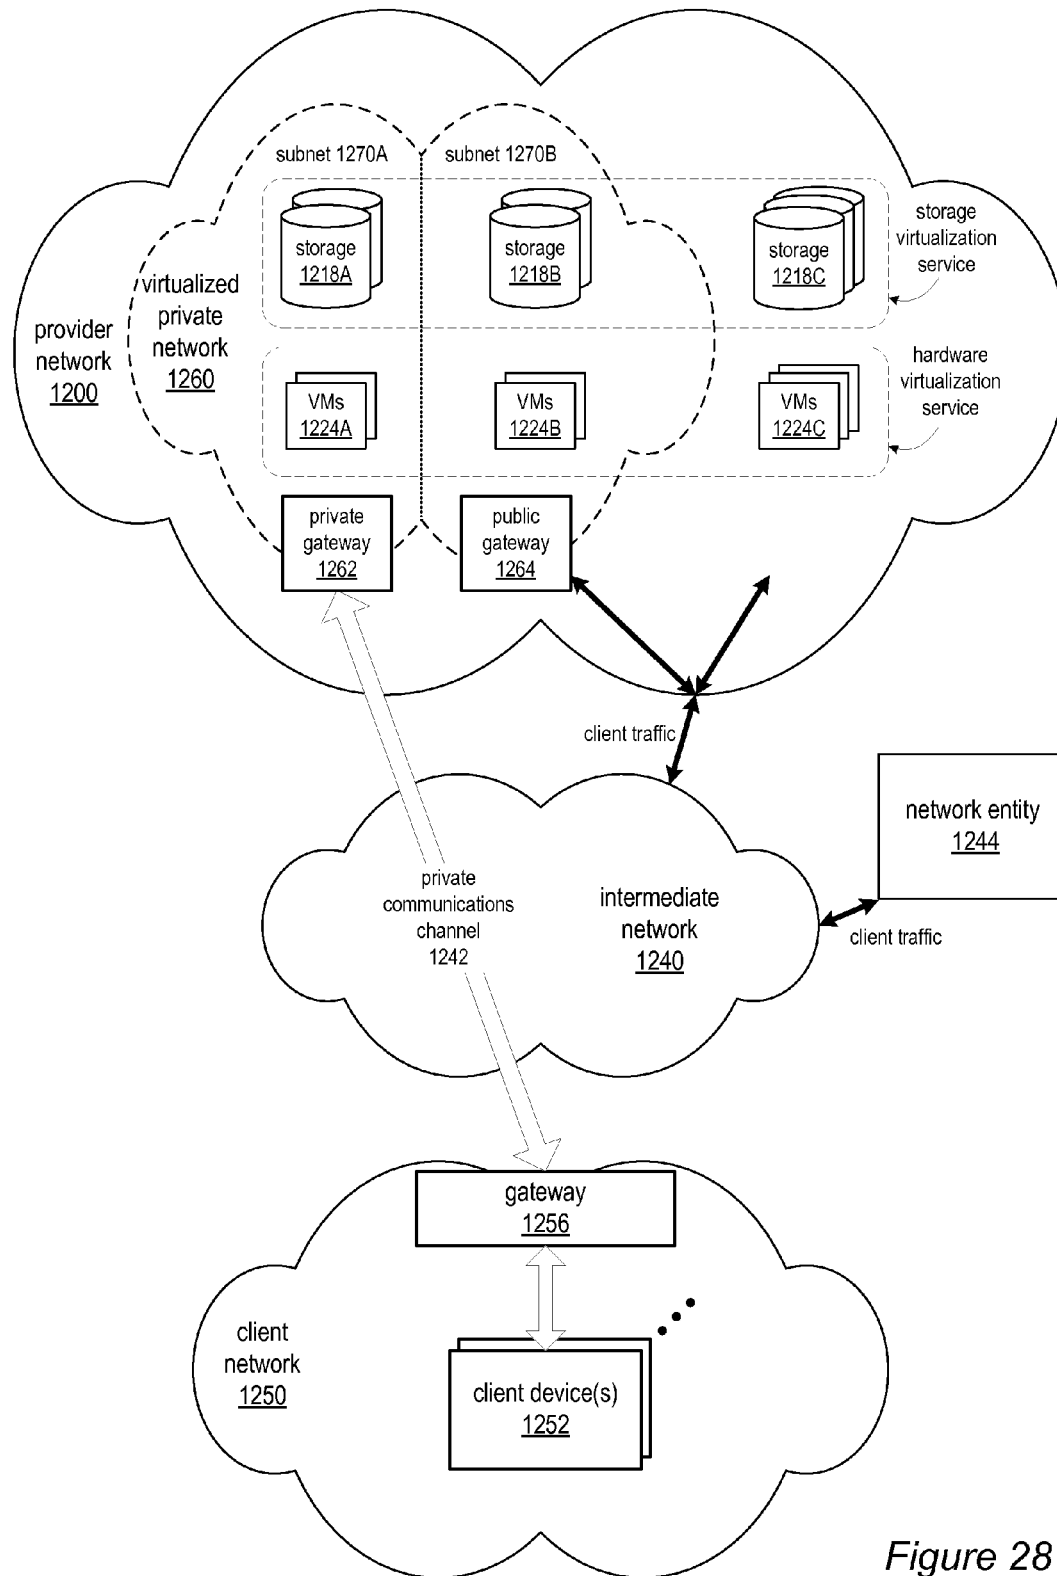 subnet 1270A
subnet 1270B
storage
1218A
storage
1218B
storage
1218C
storage
virtualization
service
virtualized
private
network
1260
provider
network
1200
VMs
1224A
VMs
1224B
VMs
1224C
hardware
virtualization
service
private
gateway
1262
public
gateway
1264
client traffic
network entity
1244
private
communications
channel
1242
intermediate
network
1240
client traffic
gateway
1256
client
network
1250
client device(s)
1252
Figure 28